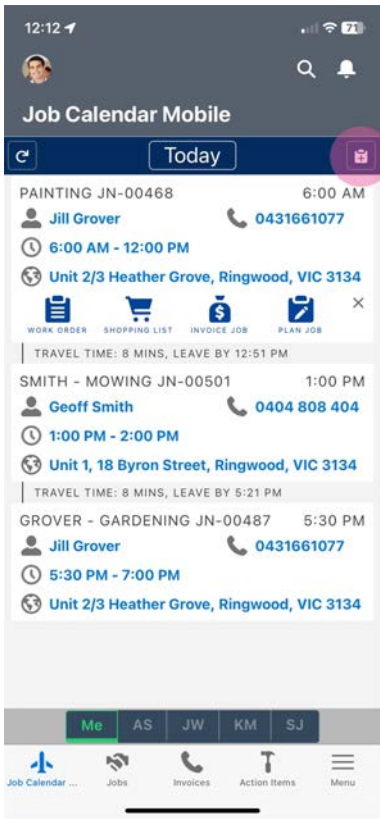 12:12
71
Job Calendar Mobile
Today
PAINTING JN-00468 6:00 AM
Jill Grover 0431661077
6:00 AM - 12:00 PM
Unit 2/3 Heather Grove, Ringwood, VIC 3134
WORK ORDER SHOPPING LIST INVOICE JOB PLAN JOB
TRAVEL TIME: 8 MINS, LEAVE BY 12:51 PM
SMITH - MOWING JN-00501 1:00 PM
Geoff Smith 0404 808 404
1:00 PM - 2:00 PM
Unit 1, 18 Byron Street, Ringwood, VIC 3134
TRAVEL TIME: 8 MINS, LEAVE BY 5:21 PM
GROVER - GARDENING JN-00487 5:30 PM
Jill Grover 0431661077
5:30 PM - 7:00 PM
Unit 2/3 Heather Grove, Ringwood, VIC 3134
Me AS JW KM SJ
Job Calendar ... Jobs Invoices Action Items Menu